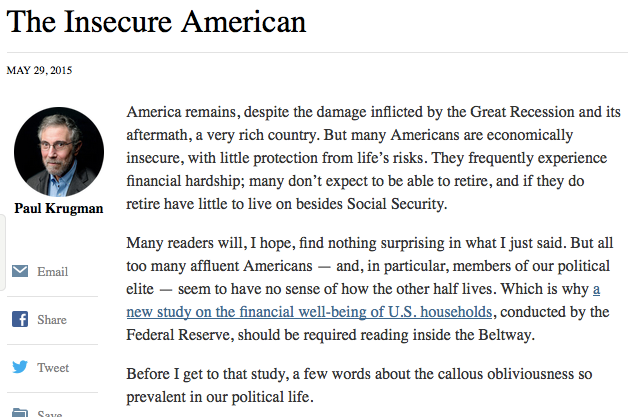 The Insecure American
MAY 29, 2015
Paul Krugman
Email
Share
Tweet
Save
America remains, despite the damage inflicted by the Great Recession and its
aftermath, a very rich country. But many Americans are economically
insecure, with little protection from life’s risks. They frequently experience
financial hardship; many don’t expect to be able to retire, and if they do
retire have little to live on besides Social Security.
Many readers will, I hope, find nothing surprising in what I just said. But all
too many affluent Americans — and, in particular, members of our political
elite — seem to have no sense of how the other half lives. Which is why a
new study on the financial well-being of U.S. households, conducted by the
Federal Reserve, should be required reading inside the Beltway.
Before I get to that study, a few words about the callous obliviousness so
prevalent in our political life.